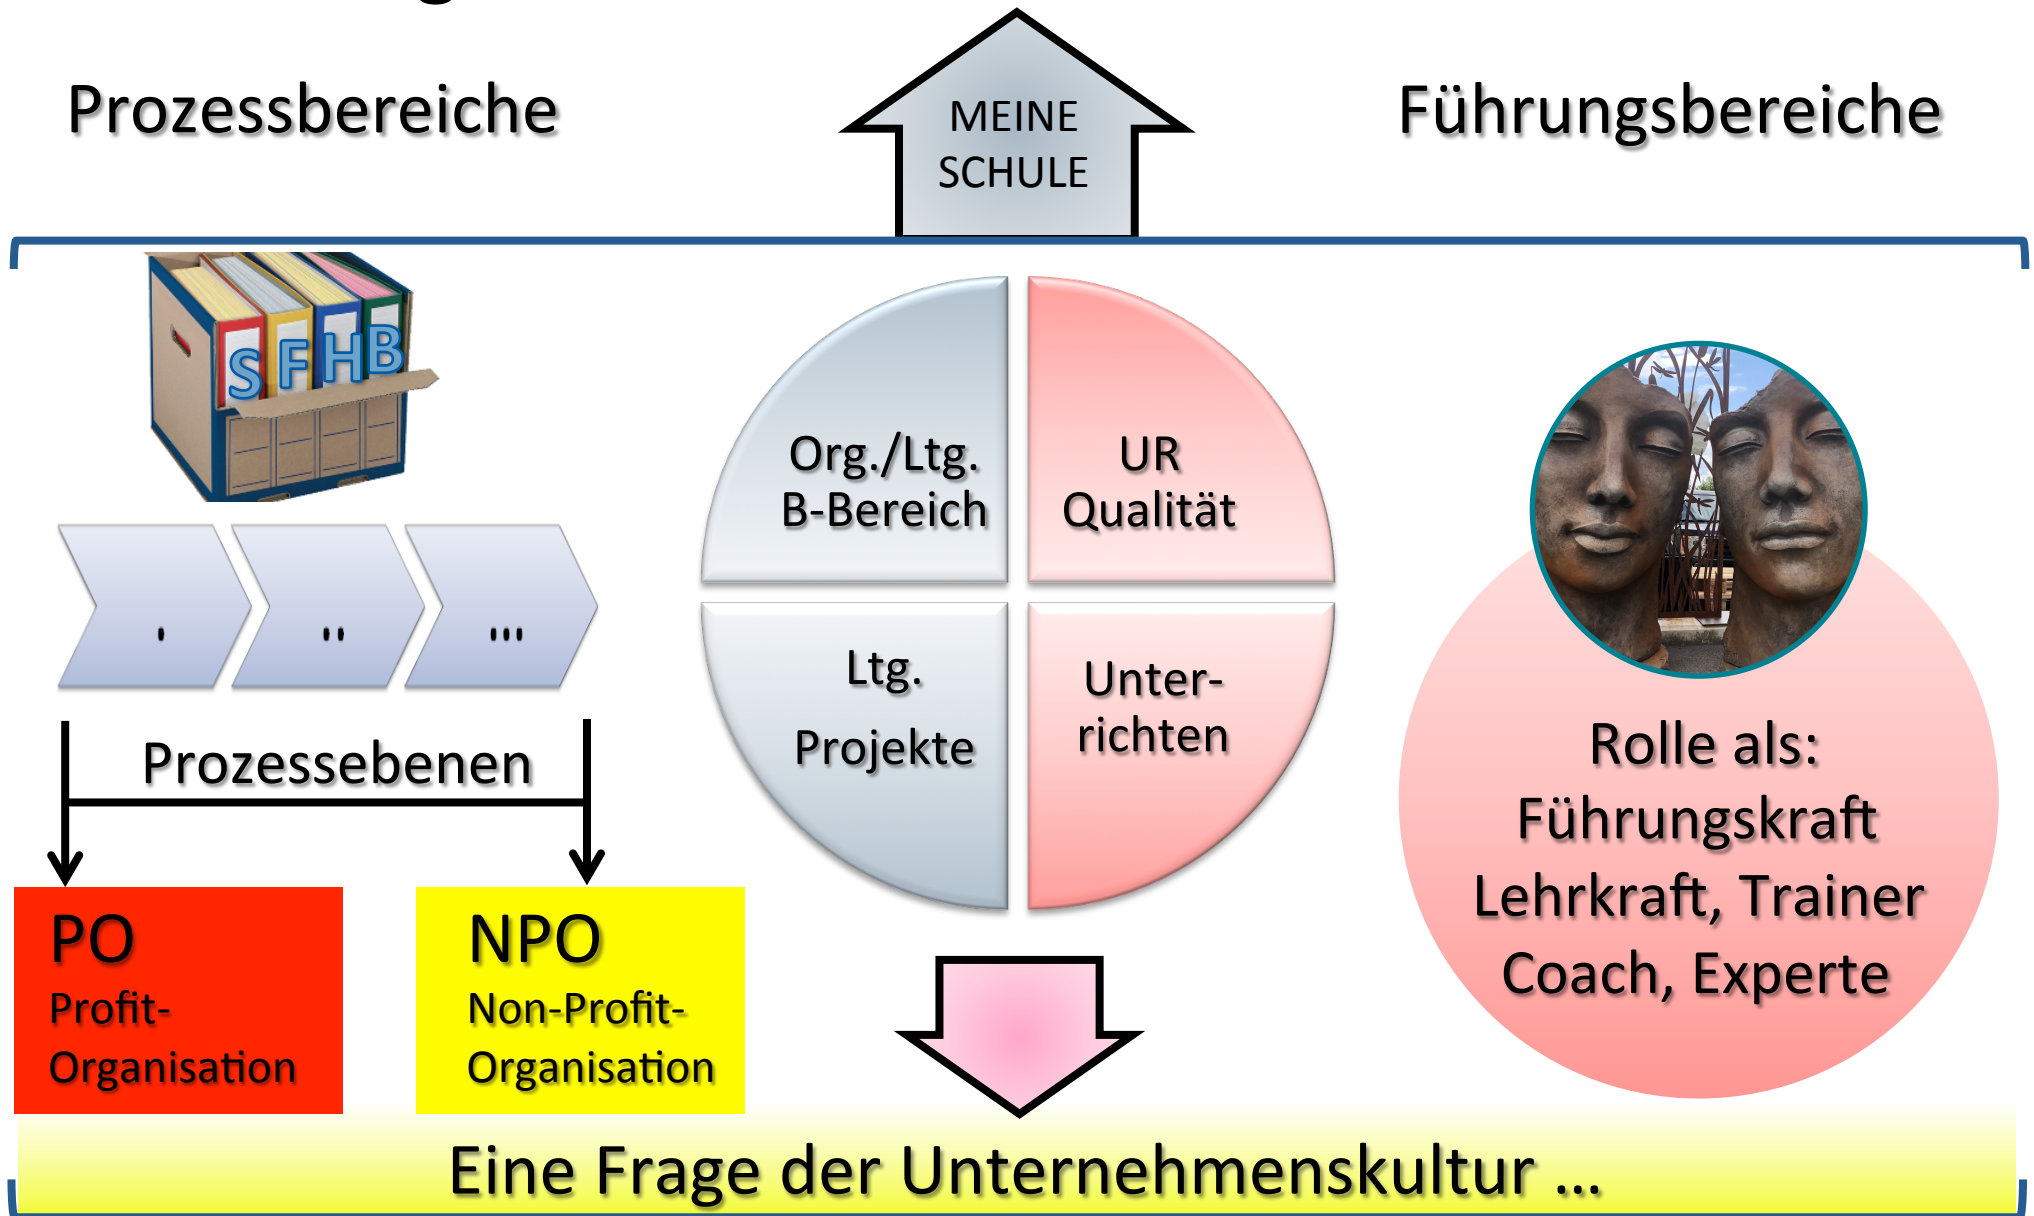 Prozessbereiche
MEINE
SCHULE
Führungsbereiche
S F H B
Org./Ltg.
B-Bereich
UR
Qualität
. .. ...
Ltg.
Projekte
Unter-
richten
Prozessebenen
PO
Profit-
Organisation
NPO
Non-Profit-
Organisation
Rolle als:
Führungskraft
Lehrkraft, Trainer
Coach, Experte
Eine Frage der Unternehmenskultur ...